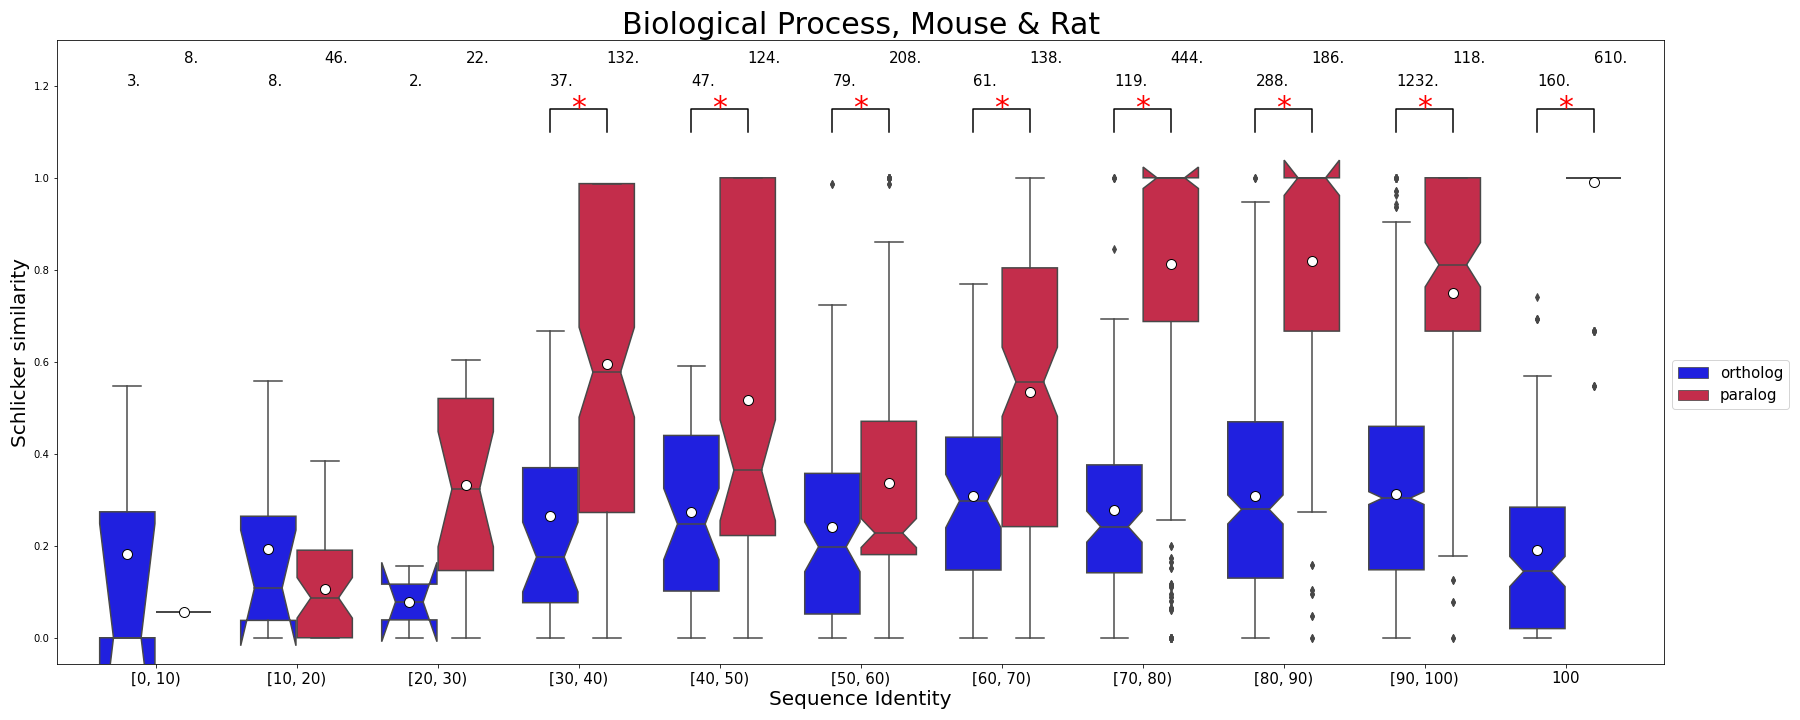 Biological Process, Mouse & Rat
8. 46. 22. 132. 124. 208. 138. 444. 186. 118. 610.
3. 8. 2. 37. 47. 79. 61. 119. 288. 1232. 160.
* * * * * * * *
1.2
1.0
0.8
0.6
0.4
0.2
0.0
Schlicker similarity
ortholog
paralog
[0, 10) [10, 20) [20, 30) [30, 40) [40, 50) [50, 60) [60, 70) [70, 80) [80, 90) [90, 100) 100
Sequence Identity